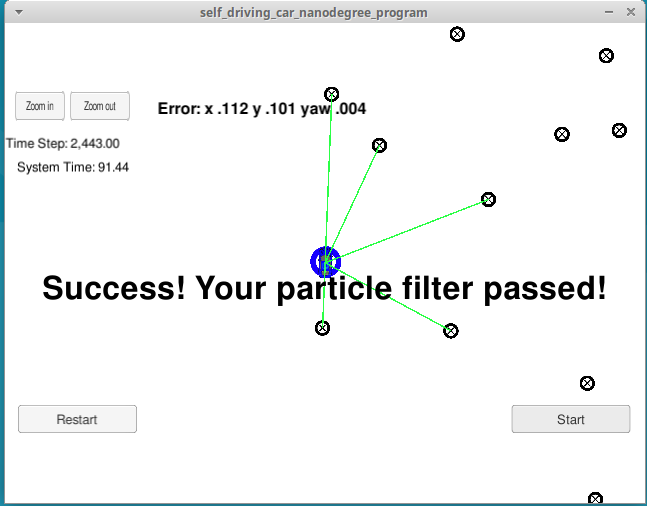 self_driving_car_nanodegree_program
Zoom in
Zoom out
Error: x .112 y .101 yaw .004
Time Step: 2,443.00
System Time: 91.44
Success! Your particle filter passed!
Restart
Start